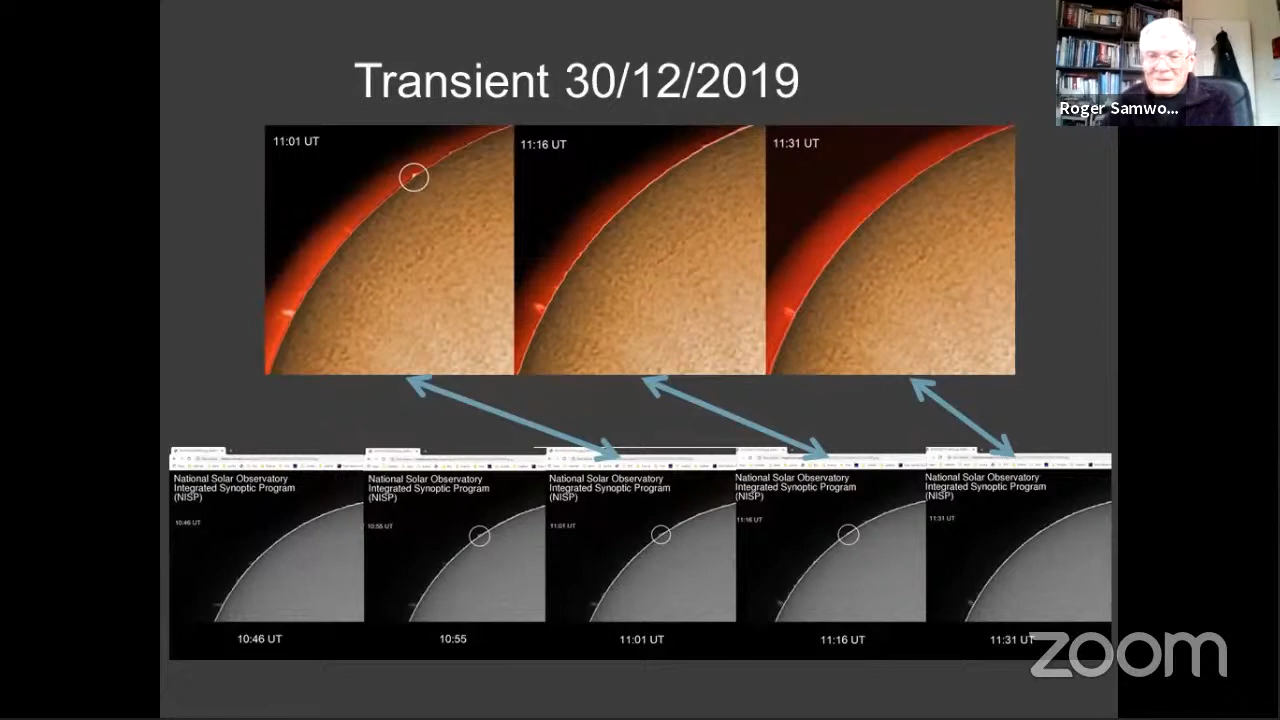 Transient 30/12/2019
Roger Samwo...
11:01 UT
11:16 UT
11:31 UT
National Solar Observatory
Integrated Synoptic Program
(NISP)
10:46 UT
National Solar Observatory
Integrated Synoptic Program
(NISP)
10:55 UT
National Solar Observatory
Integrated Synoptic Program
(NISP)
11:01 UT
National Solar Observatory
Integrated Synoptic Program
(NISP)
11:16 UT
National Solar Observatory
Integrated Synoptic Program
(NISP)
11:31 UT
10:46 UT
10:55
11:01 UT
11:16 UT
11:31 UT
zoom